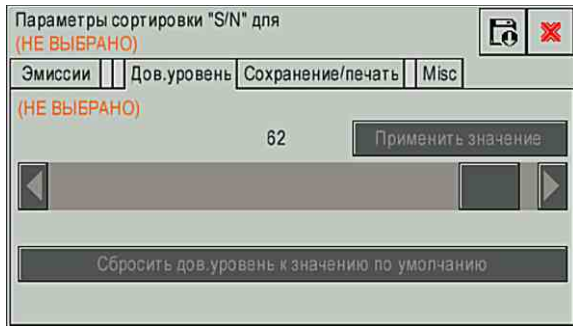 Параметры сортировки "S/N" для
(НЕ ВЫБРАНО)
Эмиссии Дов.уровень Сохранение/печать Misc
(НЕ ВЫБРАНО)
62 Применить значение
Сбросить дов.уровень к значению по умолчанию